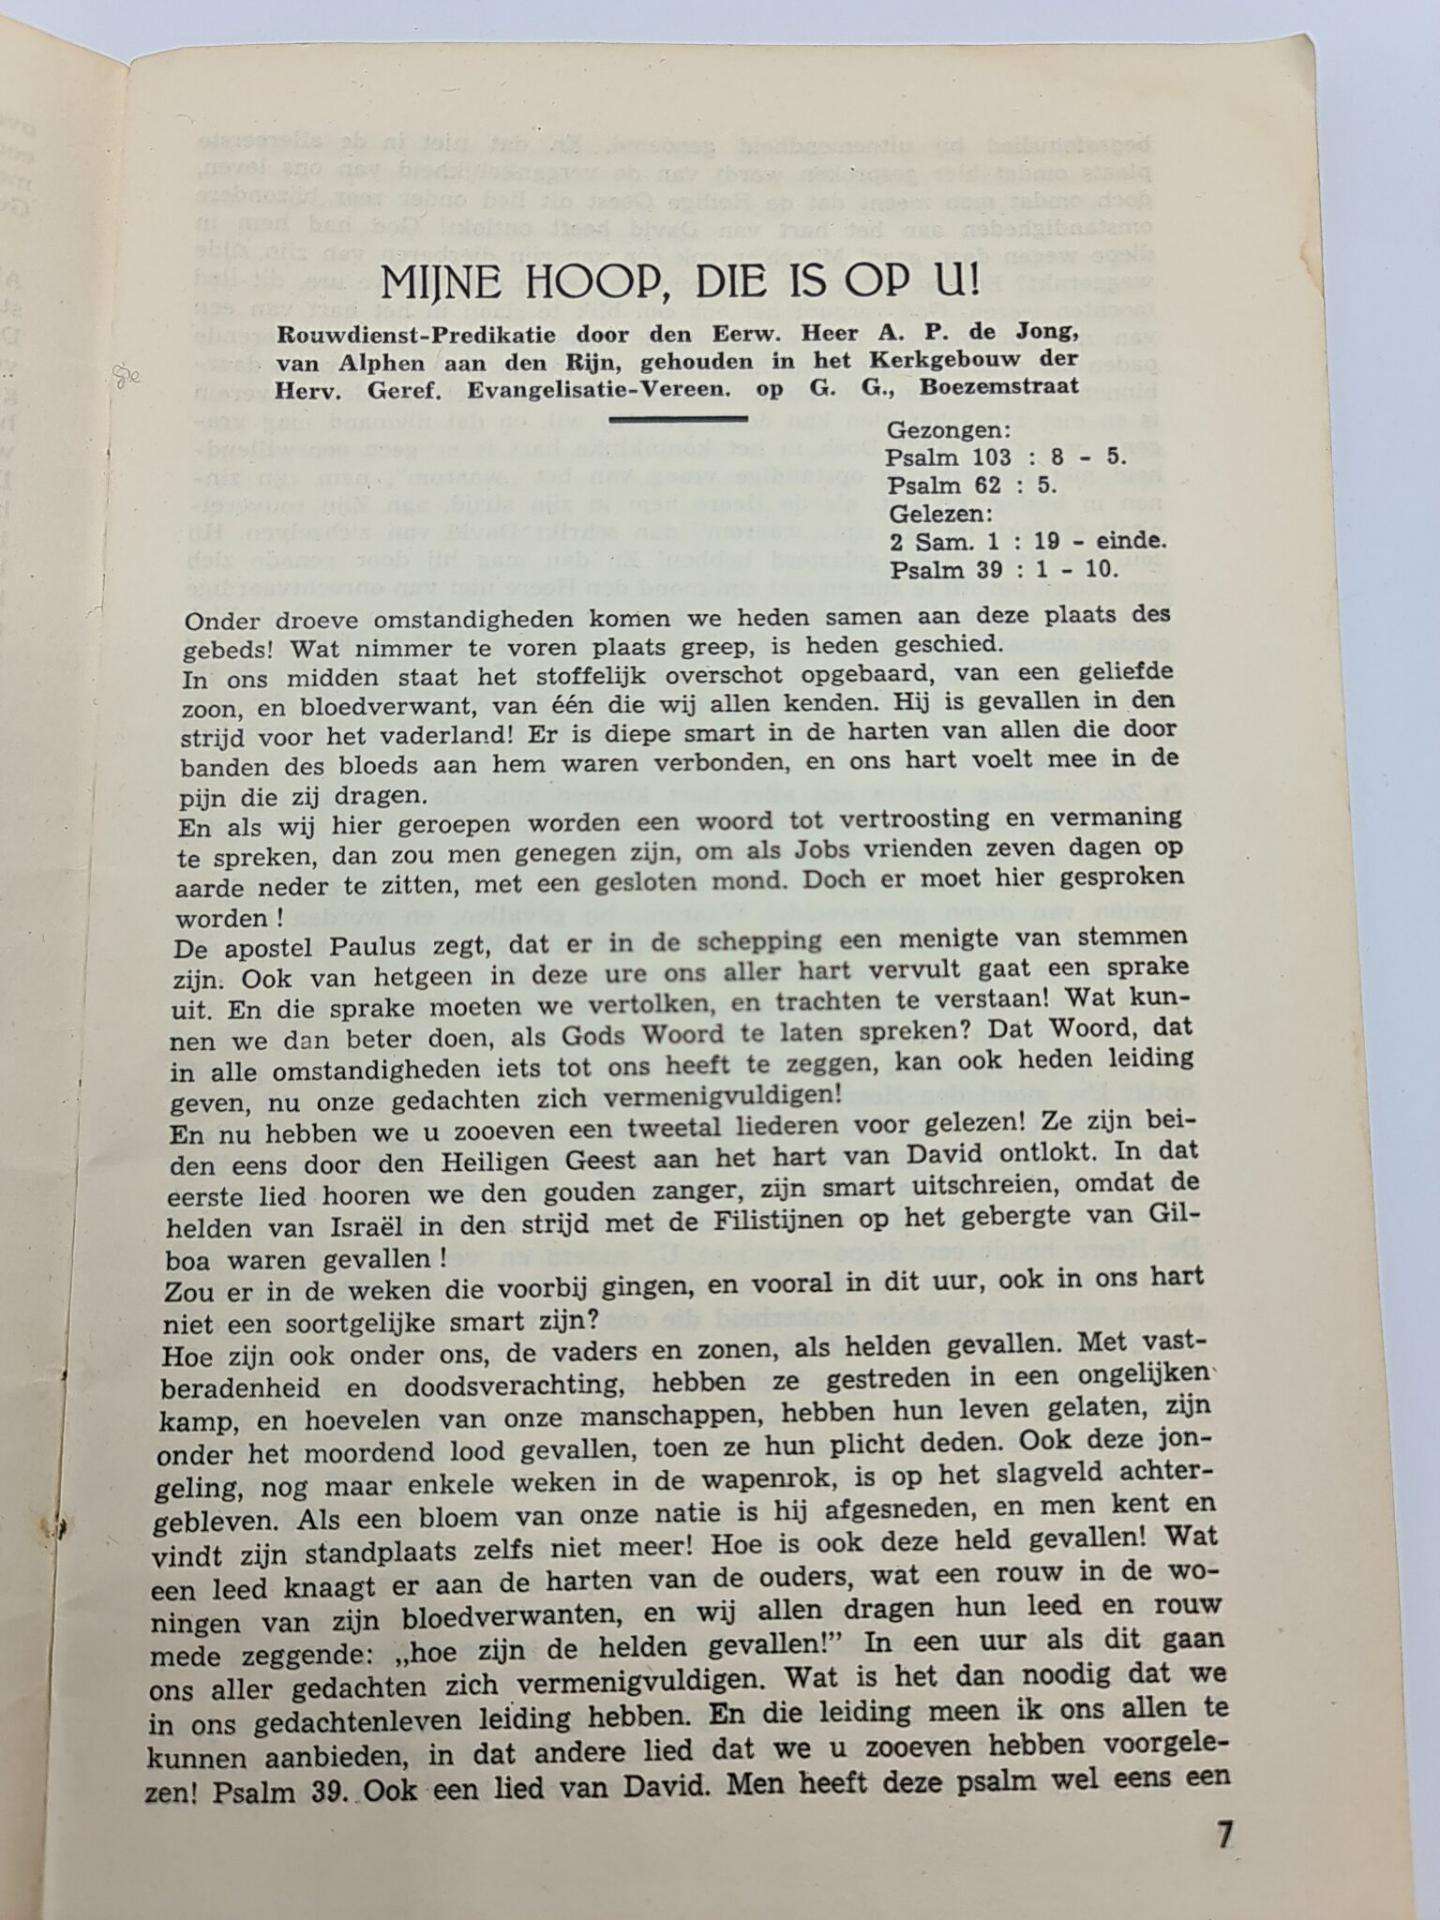 MIJNE HOOP, DIE IS OP U!
Rouwdienst-Predikatie door den Eerw. Heer A. P. de Jong,
van Alphen aan den Rijn, gehouden in het Kerkgebouw der
Herv. Geref. Evangelisatie-Vereen. op G. G., Boezemstraat
Gezongen:
Psalm 103 : 8 - 5.
Psalm 62 : 5.
Gelezen:
2 Sam. 1 : 19 - einde.
Psalm 39 : 1 - 10.
Onder droeve omstandigheden komen we heden samen aan deze plaats des
gebeds! Wat nimmer te voren plaats greep, is heden geschied.
In ons midden staat het stoffelijk overschot opgebaard, van een geliefde
zoon, en bloedverwant, van één die wij allen kenden. Hij is gevallen in den
strijd voor het vaderland! Er is diepe smart in de harten van allen die door
banden des bloeds aan hem waren verbonden, en ons hart voelt mee in de
pijn die zij dragen.
En als wij hier geroepen worden een woord tot vertroosting en vermaning
te spreken, dan zou men genegen zijn, om als Jobs vrienden zeven dagen op
aarde neder te zitten, met een gesloten mond. Doch er moet hier gesproken
worden !
De apostel Paulus zegt, dat er in de schepping een menigte van stemmen
zijn. Ook van hetgeen in deze ure ons aller hart vervult gaat een sprake
uit. En die sprake moeten we vertolken, en trachten te verstaan! Wat kun-
nen we dan beter doen, als Gods Woord te laten spreken? Dat Woord, dat
in alle omstandigheden iets tot ons heeft te zeggen, kan ook heden leiding
geven, nu onze gedachten zich vermenigvuldigen!
En nu hebben we u zooeven een tweetal liederen voor gelezen! Ze zijn bei-
den eens door den Heiligen Geest aan het hart van David ontlokt. In dat
eerste lied hooren we den gouden zanger, zijn smart uitschreien, omdat de
helden van Israël in den strijd met de Filistijnen op het gebergte van Gil-
boa waren gevallen !
Zou er in de weken die voorbij gingen, en vooral in dit uur, ook in ons hart
niet een soortgelijke smart zijn?
Hoe zijn ook onder ons, de vaders en zonen, als helden gevallen. Met vast-
beradenheid en doodsverachting, hebben ze gestreden in een ongelijken
kamp, en hoevelen van onze manschappen, hebben hun leven gelaten, zijn
onder het moordend lood gevallen, toen ze hun plicht deden. Ook deze jon-
geling, nog maar enkele weken in de wapenrok, is op het slagveld achter-
gebleven. Als een bloem van onze natie is hij afgesneden, en men kent en
vindt zijn standplaats zelfs niet meer! Hoe is ook deze held gevallen! Wat
een leed knaagt er aan de harten van de ouders, wat een rouw in de wo-
ningen van zijn bloedverwanten, en wij allen dragen hun leed en rouw
mede zeggende: „hoe zijn de helden gevallen!” In een uur als dit gaan
ons aller gedachten zich vermenigvuldigen. Wat is het dan noodig dat we
in ons gedachtenleven leiding hebben. En die leiding meen ik ons allen te
kunnen aanbieden, in dat andere lied dat we u zooeven hebben voorgele-
zen! Psalm 39. Ook een lied van David. Men heeft deze psalm wel eens een
7